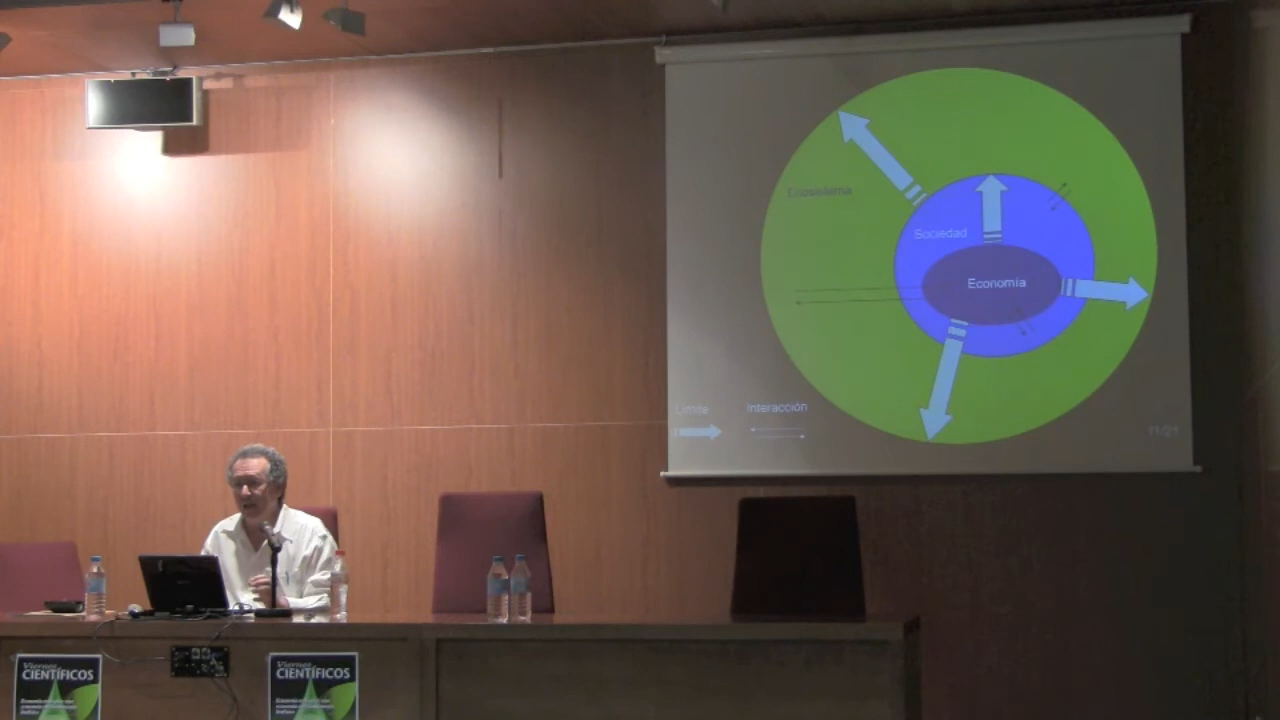 Ecosistema
Sociedad
Economía
Límite
Interacción
11/21
Viernes
CIENTÍFICOS
Viernes
CIENTÍFICOS